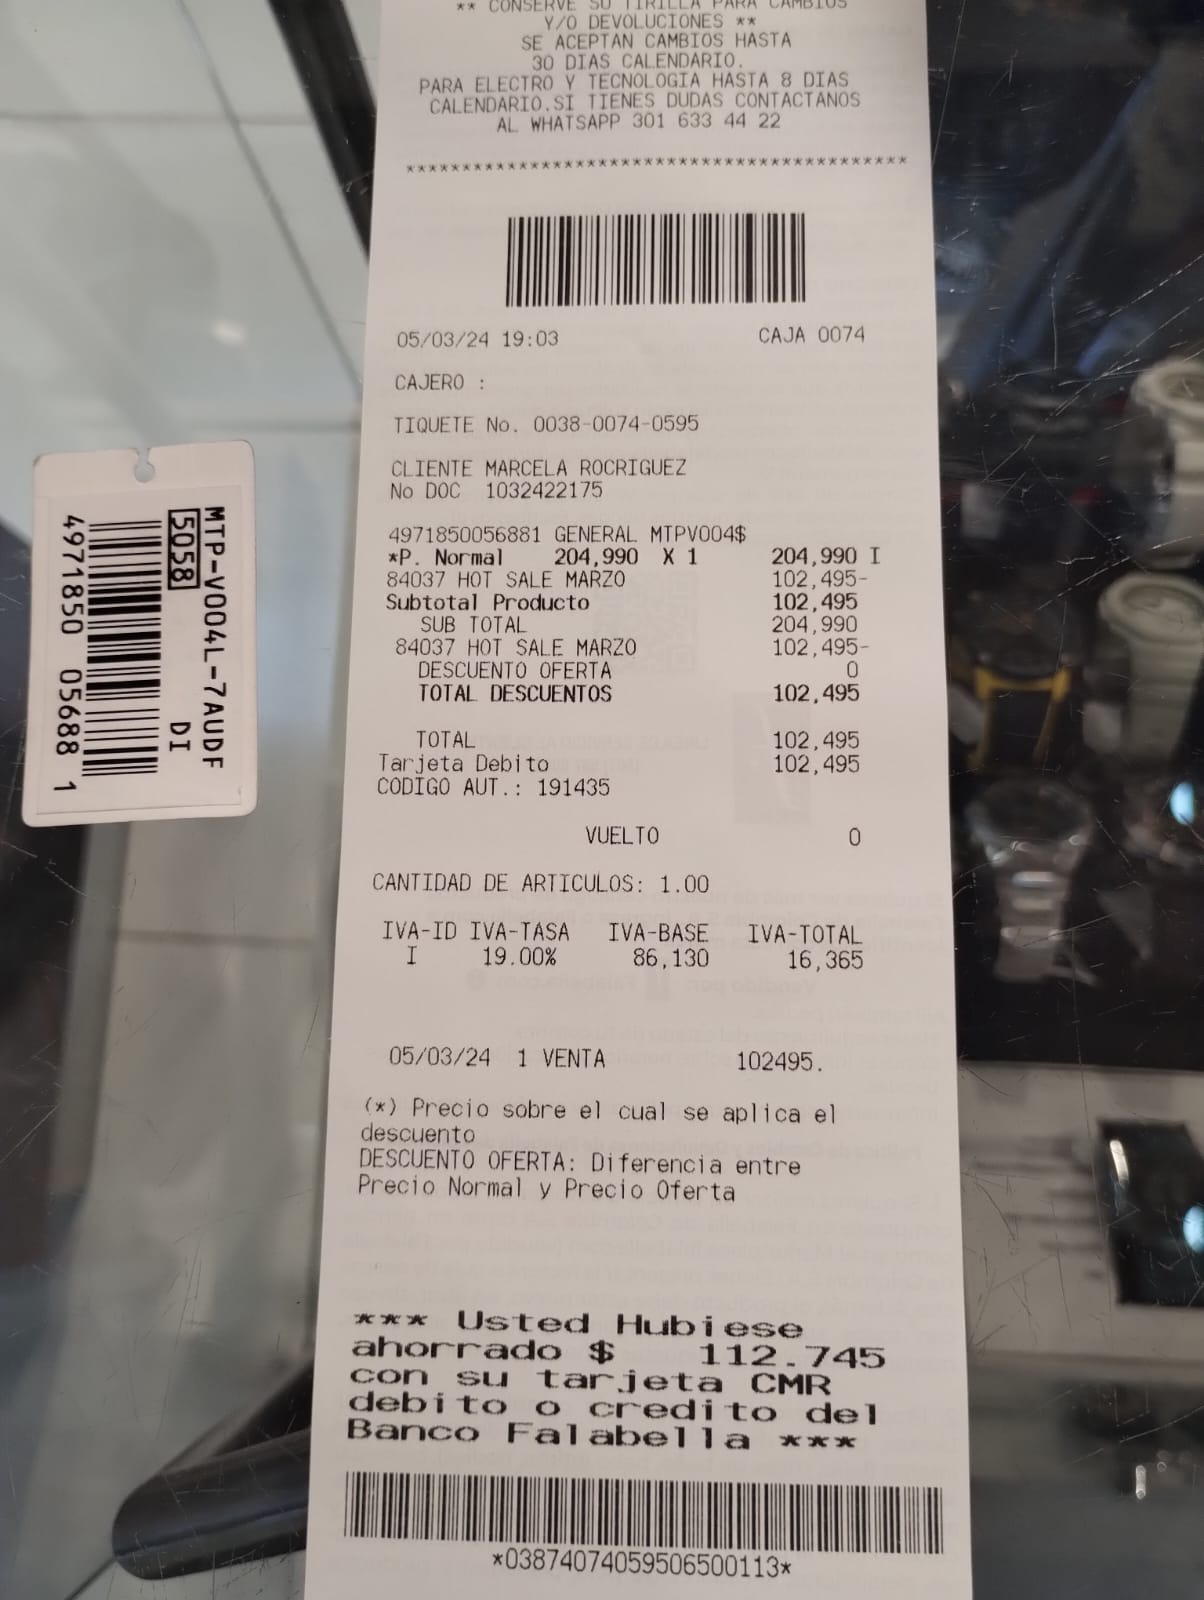 ** CONSERVE SU TIRILLA PARA CAMBIOS
Y/O DEVOLUCIONES **
SE ACEPTAN CAMBIOS HASTA
30 DIAS CALENDARIO.
PARA ELECTRO Y TECNOLOGIA HASTA 8 DIAS
CALENDARIO.SI TIENES DUDAS CONTACTANOS
AL WHATSAPP 301 633 44 22
*******************************************
05/03/24 19:03 CAJA 0074
CAJERO :
TIQUETE No. 0038-0074-0595
CLIENTE MARCELA ROCRIGUEZ
No DOC 1032422175
4971850056881 GENERAL MTPV004$
*P. Normal 204,990 X 1 204,990 I
84037 HOT SALE MARZO 102,495-
Subtotal Producto 102,495
SUB TOTAL 204,990
84037 HOT SALE MARZO 102,495-
DESCUENTO OFERTA 0
TOTAL DESCUENTOS 102,495
TOTAL 102,495
Tarjeta Debito 102,495
CODIGO AUT.: 191435
VUELTO 0
CANTIDAD DE ARTICULOS: 1.00
IVA-ID IVA-TASA IVA-BASE IVA-TOTAL
I 19.00% 86,130 16,365
05/03/24 1 VENTA 102495.
(*) Precio sobre el cual se aplica el
descuento
DESCUENTO OFERTA: Diferencia entre
Precio Normal y Precio Oferta
*** Usted Hubiese
ahorrado $ 112.745
con su tarjeta CMR
debito o credito del
Banco Falabella ***
*03874074059506500113*
MTP-V004L-7AUDF
5058 DI
4971850 05688 1